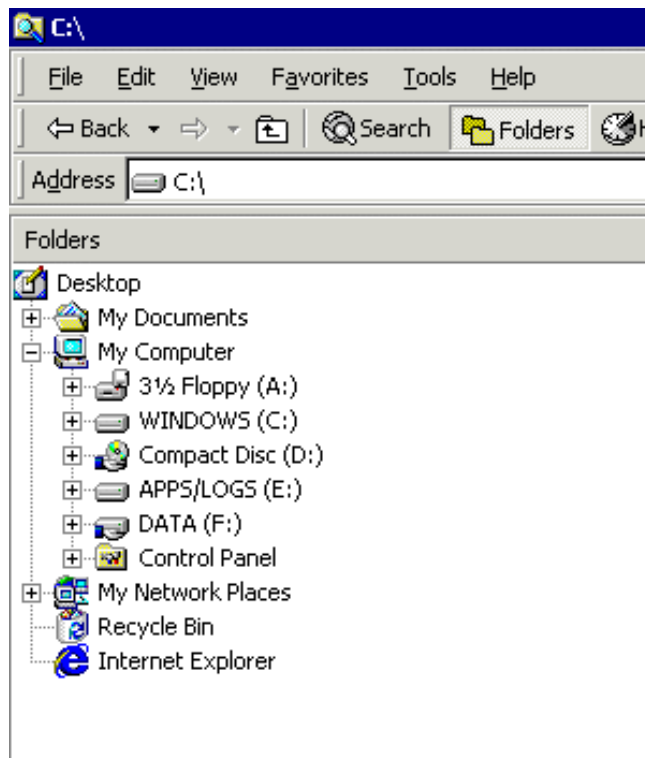 C:\
File Edit View Favorites Tools Help
Back Search Folders H
Address C:\
Folders
Desktop
My Documents
My Computer
3½ Floppy (A:)
WINDOWS (C:)
Compact Disc (D:)
APPS/LOGS (E:)
DATA (F:)
Control Panel
My Network Places
Recycle Bin
Internet Explorer